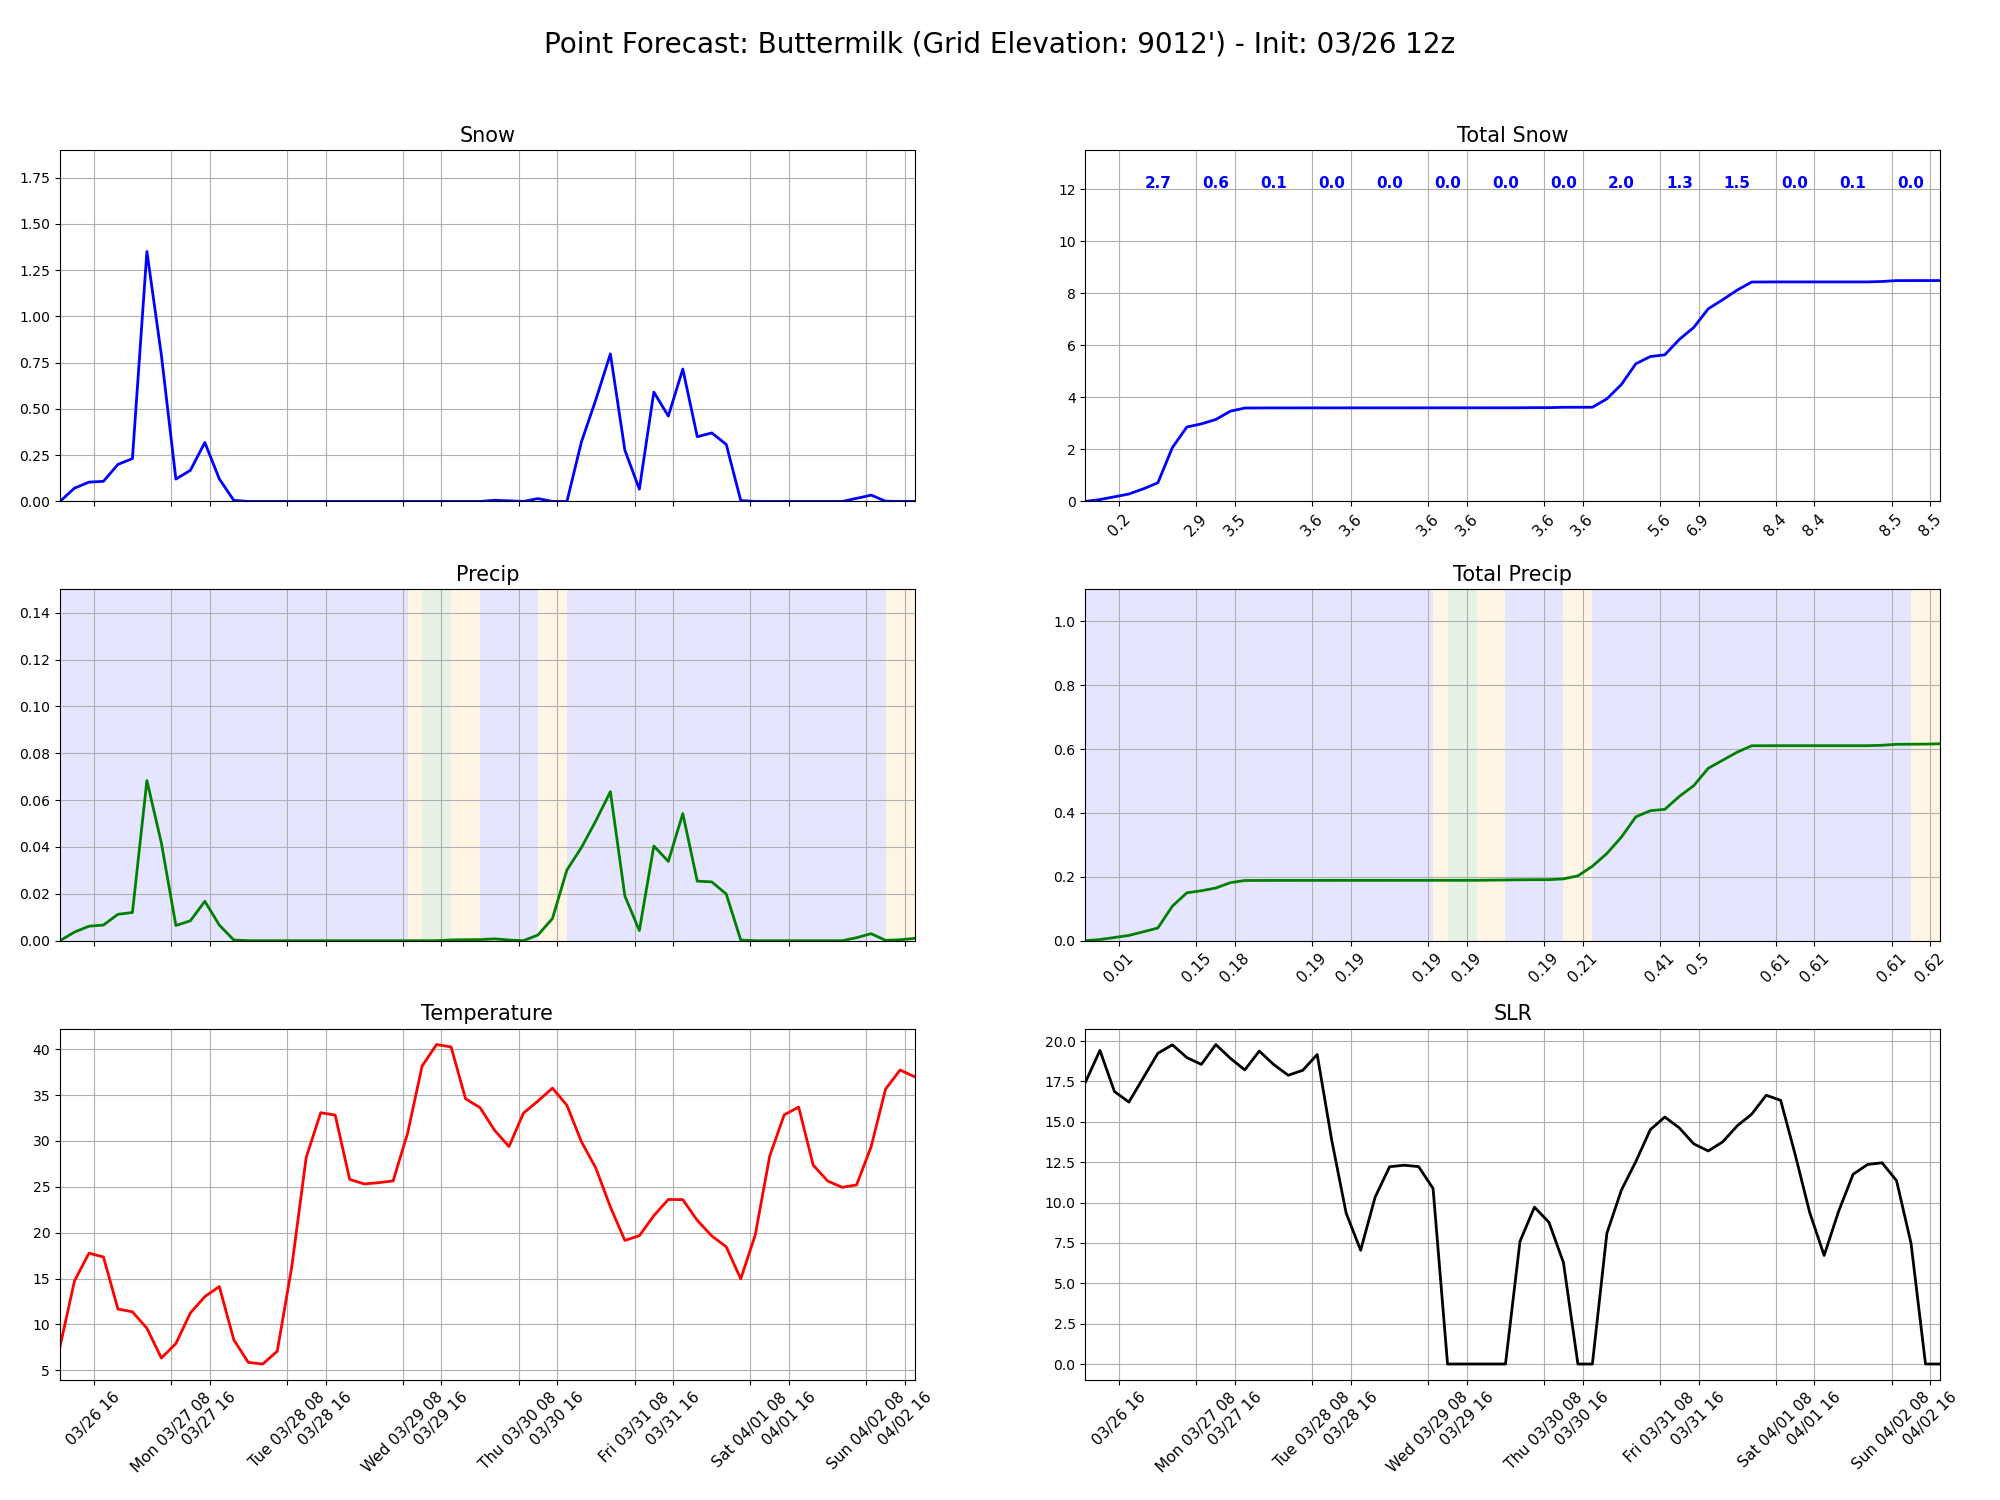 Point Forecast: Buttermilk (Grid Elevation: 9012') - Init: 03/26 12z
Snow
1.75
1.50
1.25
1.00
0.75
0.50
0.25
0.00
Total Snow
2.7 0.6 0.1 0.0 0.0 0.0 0.0 0.0 2.0 1.3 1.5 0.0 0.1 0.0
12
10
8
6
4
2
0
0.2 2.9 3.5 3.6 3.6 3.6 3.6 3.6 3.6 5.6 6.9 8.4 8.4 8.5 8.5
Precip
0.14
0.12
0.10
0.08
0.06
0.04
0.02
0.00
Total Precip
1.0
0.8
0.6
0.4
0.2
0.0
0.01 0.15 0.18 0.19 0.19 0.19 0.19 0.19 0.21 0.41 0.5 0.61 0.61 0.61 0.62
Temperature
40
35
30
25
20
15
10
5
03/26 16
Mon 03/27 08
03/27 16
Tue 03/28 08
03/28 16
Wed 03/29 08
03/29 16
Thu 03/30 08
03/30 16
Fri 03/31 08
03/31 16
Sat 04/01 08
04/01 16
Sun 04/02 08
04/02 16
SLR
20.0
17.5
15.0
12.5
10.0
7.5
5.0
2.5
0.0
03/26 16
Mon 03/27 08
03/27 16
Tue 03/28 08
03/28 16
Wed 03/29 08
03/29 16
Thu 03/30 08
03/30 16
Fri 03/31 08
03/31 16
Sat 04/01 08
04/01 16
Sun 04/02 08
04/02 16